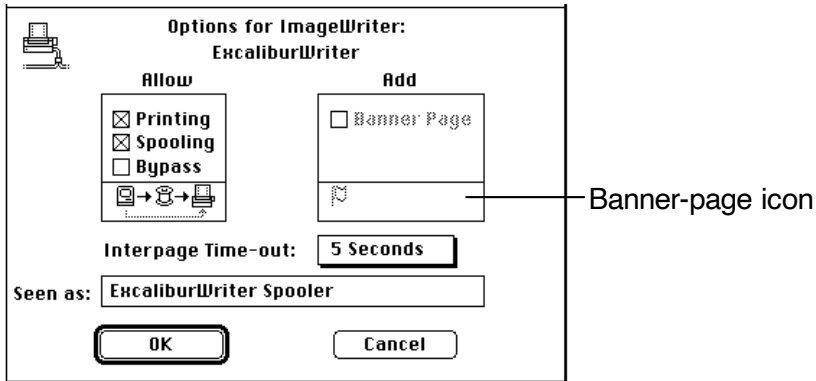 Options for ImageWriter:
ExcaliburWriter
Allow
Add
Printing
Spooling
Bypass
Banner Page
Banner-page icon
Interpage Time-out: 5 Seconds
Seen as: ExcaliburWriter Spooler
OK Cancel